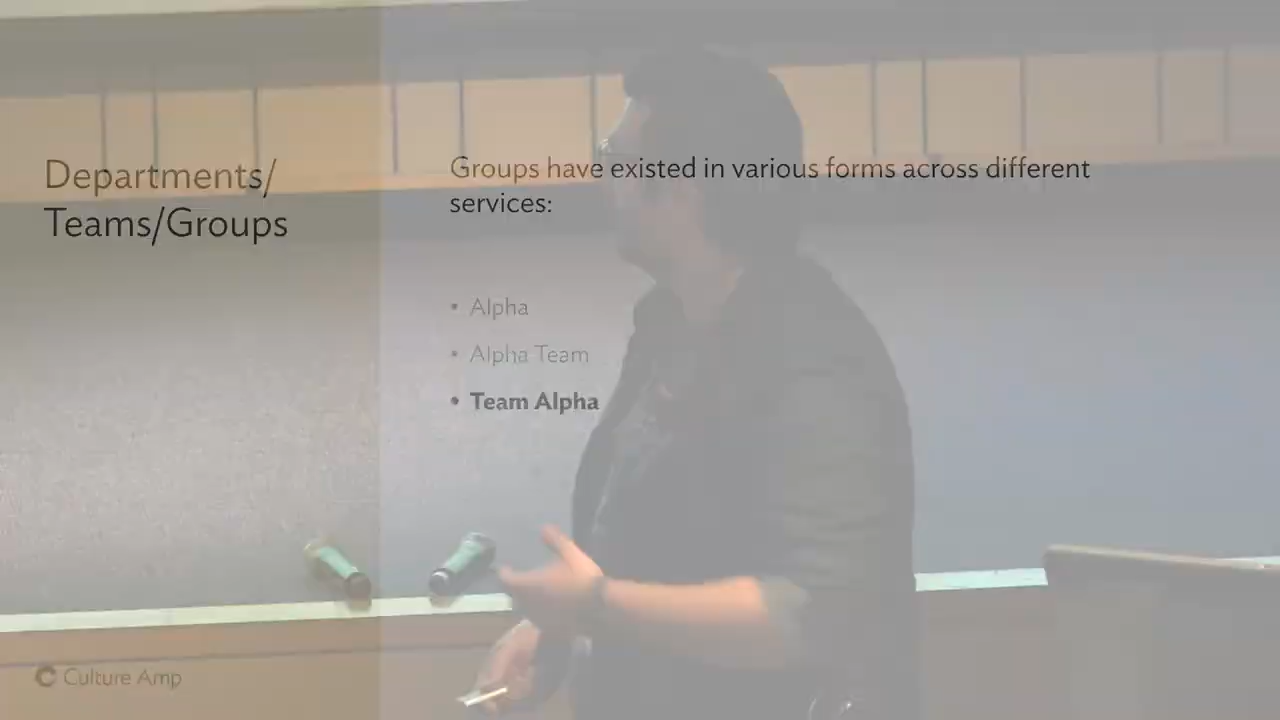 Departments/
Teams/Groups
Groups have existed in various forms across different
services:
• Alpha
• Alpha Team
• Team Alpha
Culture Amp